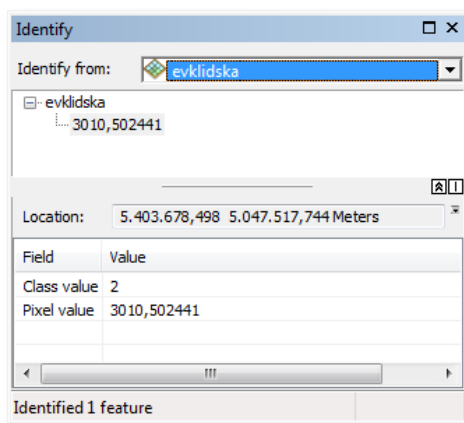 Identify
Identify from: evklidska
evklidska
3010,502441
Location: 5.403.678,498 5.047.517,744 Meters
Field Value
Class value 2
Pixel value 3010,502441
Identified 1 feature